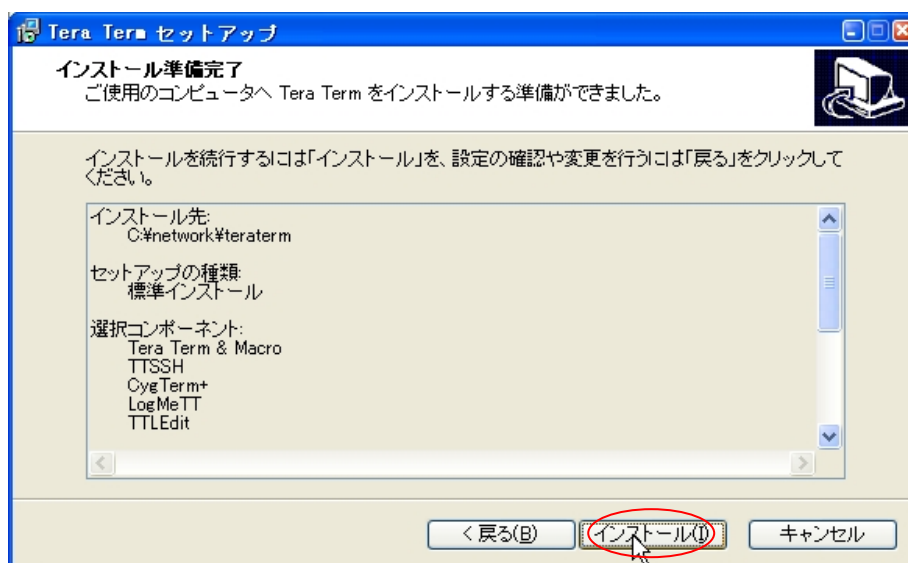 Tera Term セットアップ
インストール準備完了
ご使用のコンピュータへ Tera Term をインストールする準備ができました。
インストールを続行するには「インストール」を、設定の確認や変更を行うには「戻る」をクリックして
ください。
インストール先:
C:¥network¥teraterm
セットアップの種類:
標準インストール
選択コンポーネント:
Tera Term & Macro
TTSSH
CygTerm+
LogMeTT
TTLEdit
< 戻る(B)
インストール(I)
キャンセル